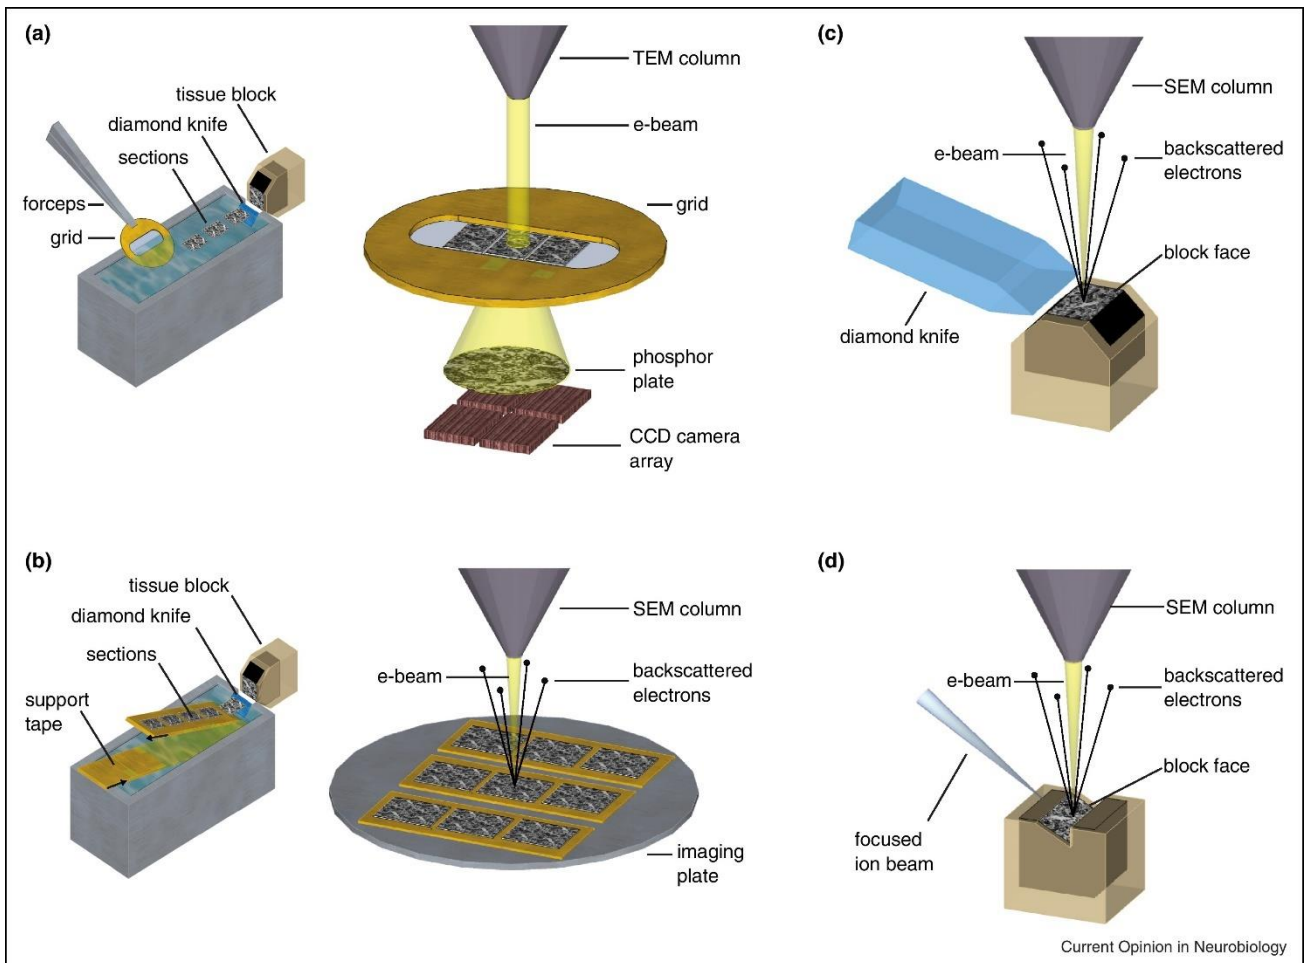 (a)
TEM column
tissue block
diamond knife
e-beam
sections
forceps
grid
grid
phosphor
plate
CCD camera
array
(c)
SEM column
e-beam
backscattered
electrons
block face
diamond knife
(b)
tissue block
SEM column
diamond knife
sections
e-beam
backscattered
electrons
support
tape
imaging
plate
(d)
SEM column
e-beam
backscattered
electrons
block face
focused
ion beam
Current Opinion in Neurobiology